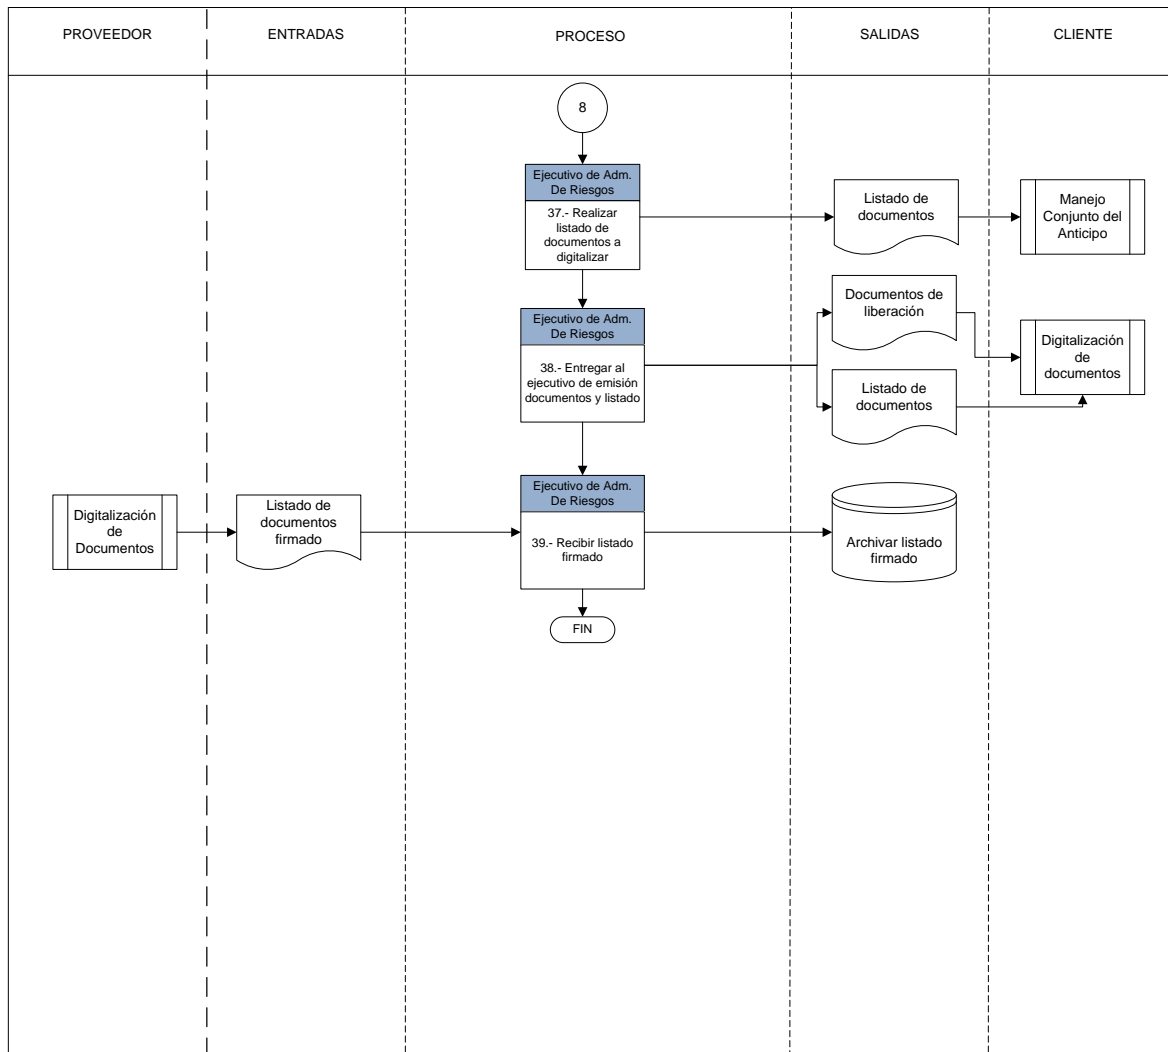 PROVEEDOR
ENTRADAS
PROCESO
SALIDAS
CLIENTE
8
Ejecutivo de Adm.
De Riesgos
37.- Realizar
listado de
documentos a
digitalizar
Listado de
documentos
Manejo
Conjunto del
Anticipo
Ejecutivo de Adm.
De Riesgos
38.- Entregar al
ejecutivo de emisión
documentos y listado
Documentos de
liberación
Listado de
documentos
Digitalización
de
documentos
Digitalización
de
Documentos
Listado de
documentos
firmado
Ejecutivo de Adm.
De Riesgos
39.- Recibir listado
firmado
Archivar listado
firmado
FIN